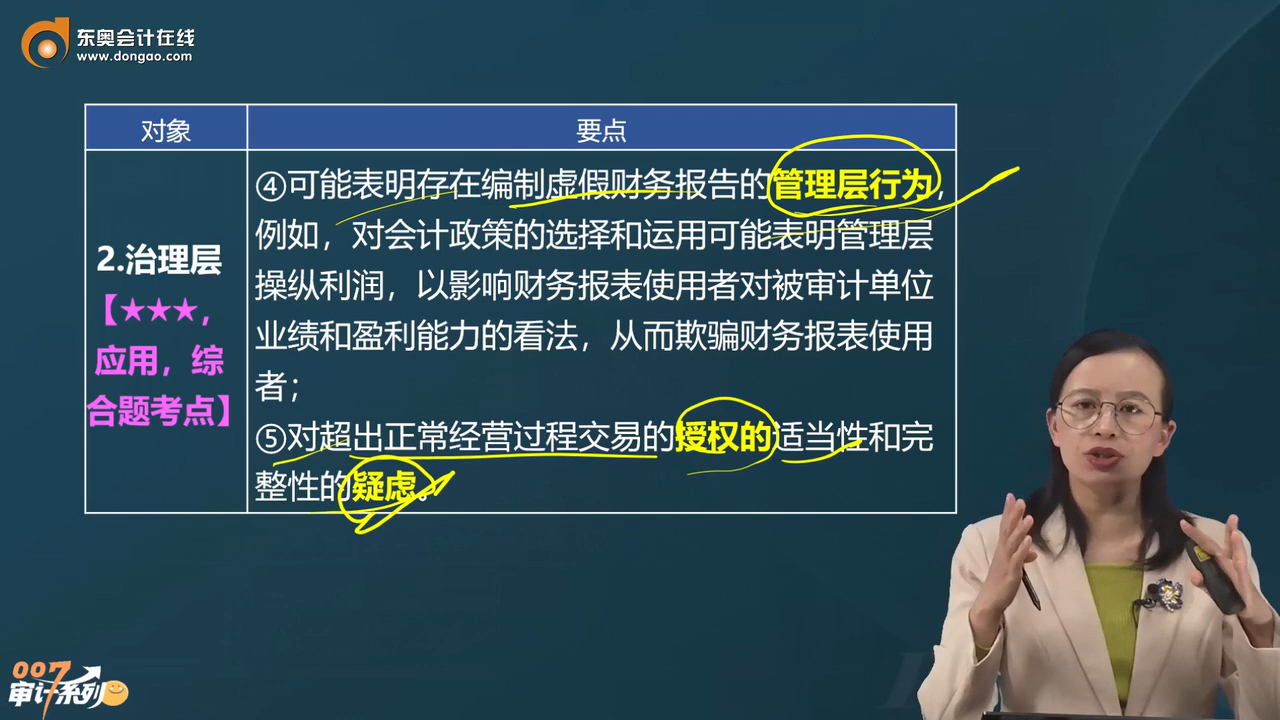 东奥会计在线
www.dongao.com
对象
要点
2.治理层
【★★★，
应用，综
合题考点】
④可能表明存在编制虚假财务报告的管理层行为，
例如，对会计政策的选择和运用可能表明管理层
操纵利润，以影响财务报表使用者对被审计单位
业绩和盈利能力的看法，从而欺骗财务报表使用
者；
⑤对超出正常经营过程交易的授权的适当性和完
整性的疑虑。
007
审计系列